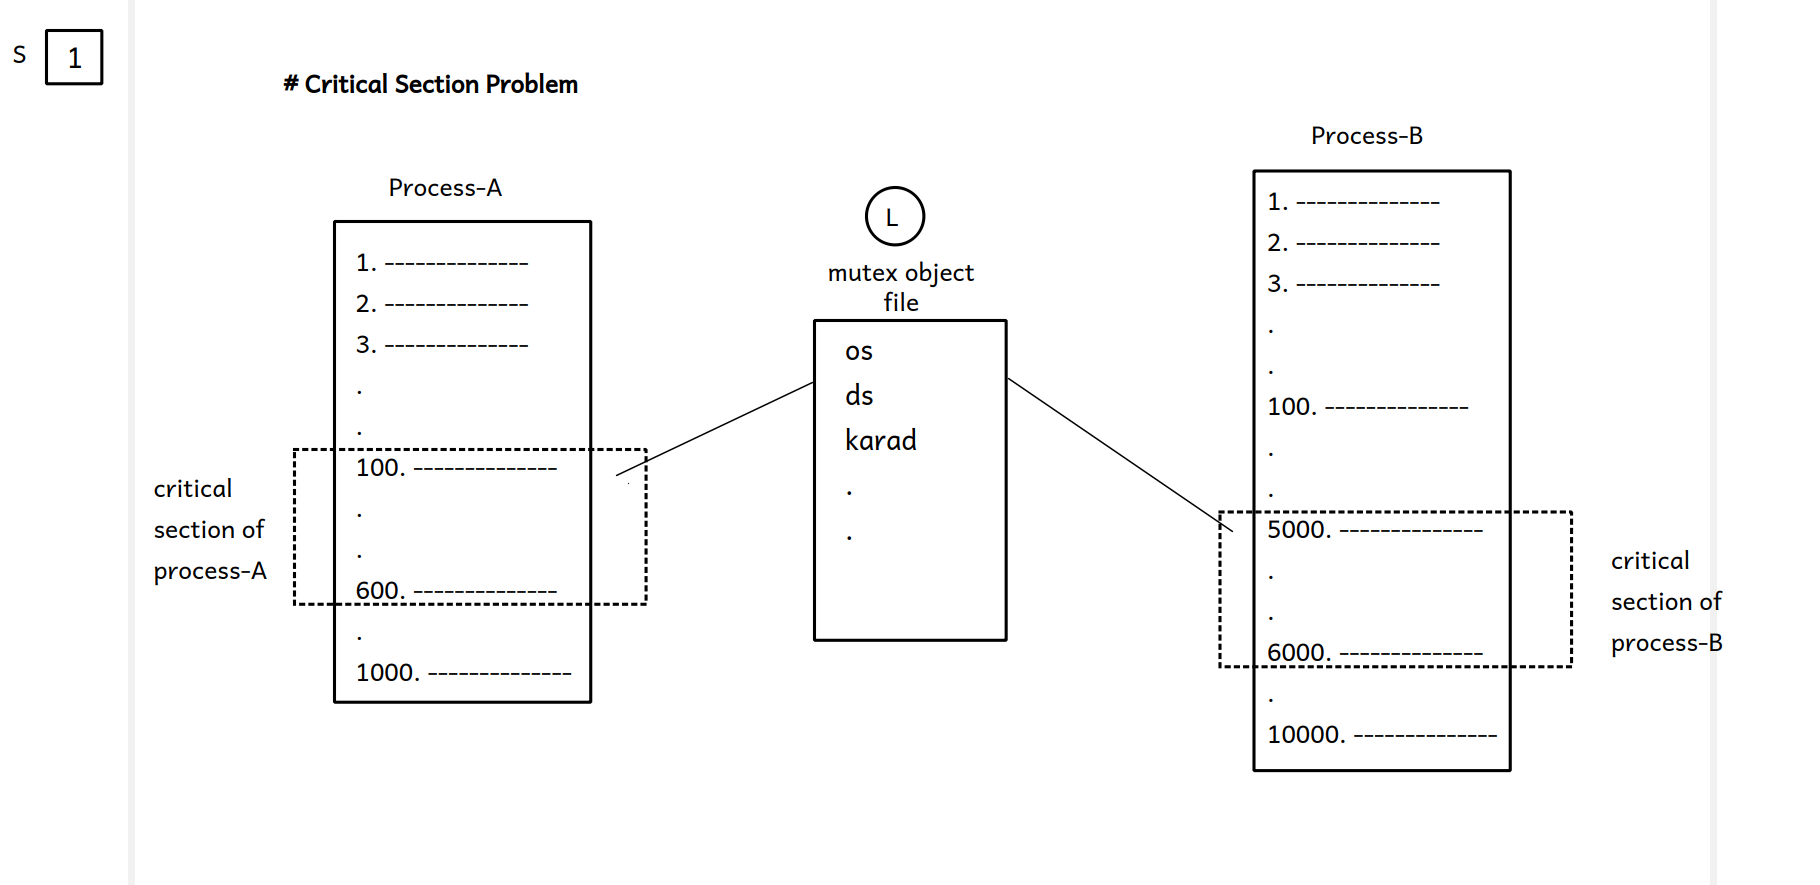 S 1
# Critical Section Problem
Process-A
1. --------------
2. --------------
3. --------------
.
.
100. --------------
.
.
600. --------------
.
1000. --------------
critical
section of
process-A
L
mutex object
file
os
ds
karad
.
.
Process-B
1. --------------
2. --------------
3. --------------
.
.
100. --------------
.
.
5000. --------------
.
.
6000. --------------
.
10000. --------------
critical
section of
process-B